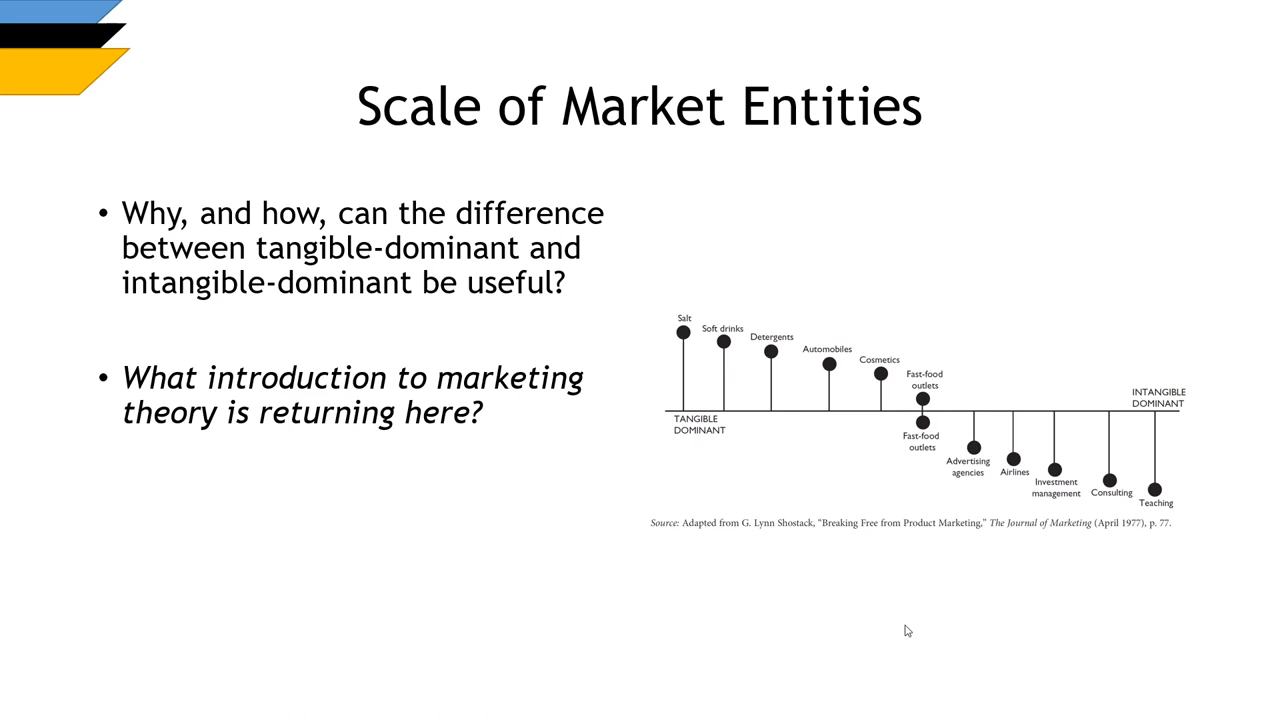 Scale of Market Entities
• Why, and how, can the difference
between tangible-dominant and
intangible-dominant be useful?
• What introduction to marketing
theory is returning here?
Salt
Soft drinks
Detergents
Automobiles
Cosmetics
Fast-food
outlets
INTANGIBLE
DOMINANT
TANGIBLE
DOMINANT
Fast-food
outlets
Advertising
agencies
Airlines
Investment
management
Consulting
Teaching
Source: Adapted from G. Lynn Shostack, “Breaking Free from Product Marketing,” The Journal of Marketing (April 1977), p. 77.